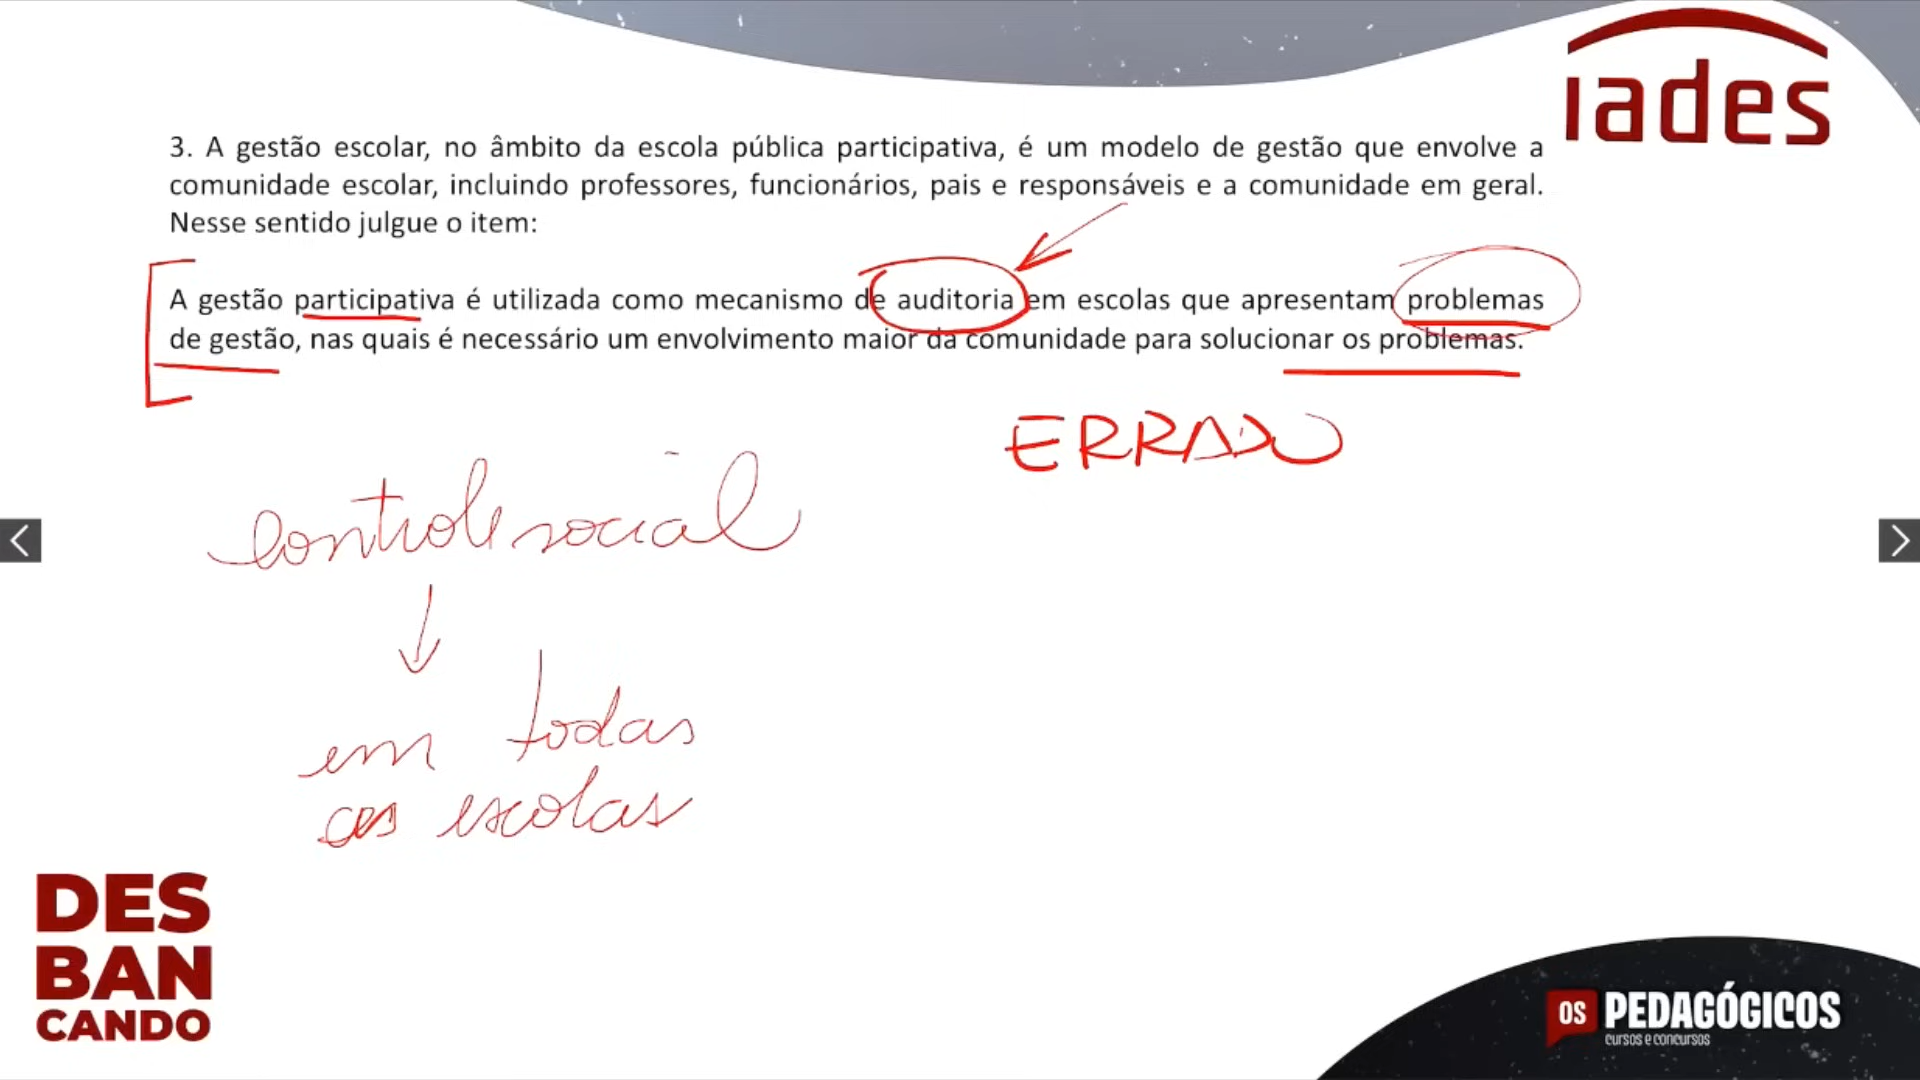 iades
3. A gestão escolar, no âmbito da escola pública participativa, é um modelo de gestão que envolve a
comunidade escolar, incluindo professores, funcionários, pais e responsáveis e a comunidade em geral.
Nesse sentido julgue o item:
A gestão participativa é utilizada como mecanismo de auditoria em escolas que apresentam problemas
de gestão, nas quais é necessário um envolvimento maior da comunidade para solucionar os problemas.
ERRADO
controle social
em todas
as escolas
DES
BAN
CANDO
OS PEDAGÓGICOS
cursos e concursos